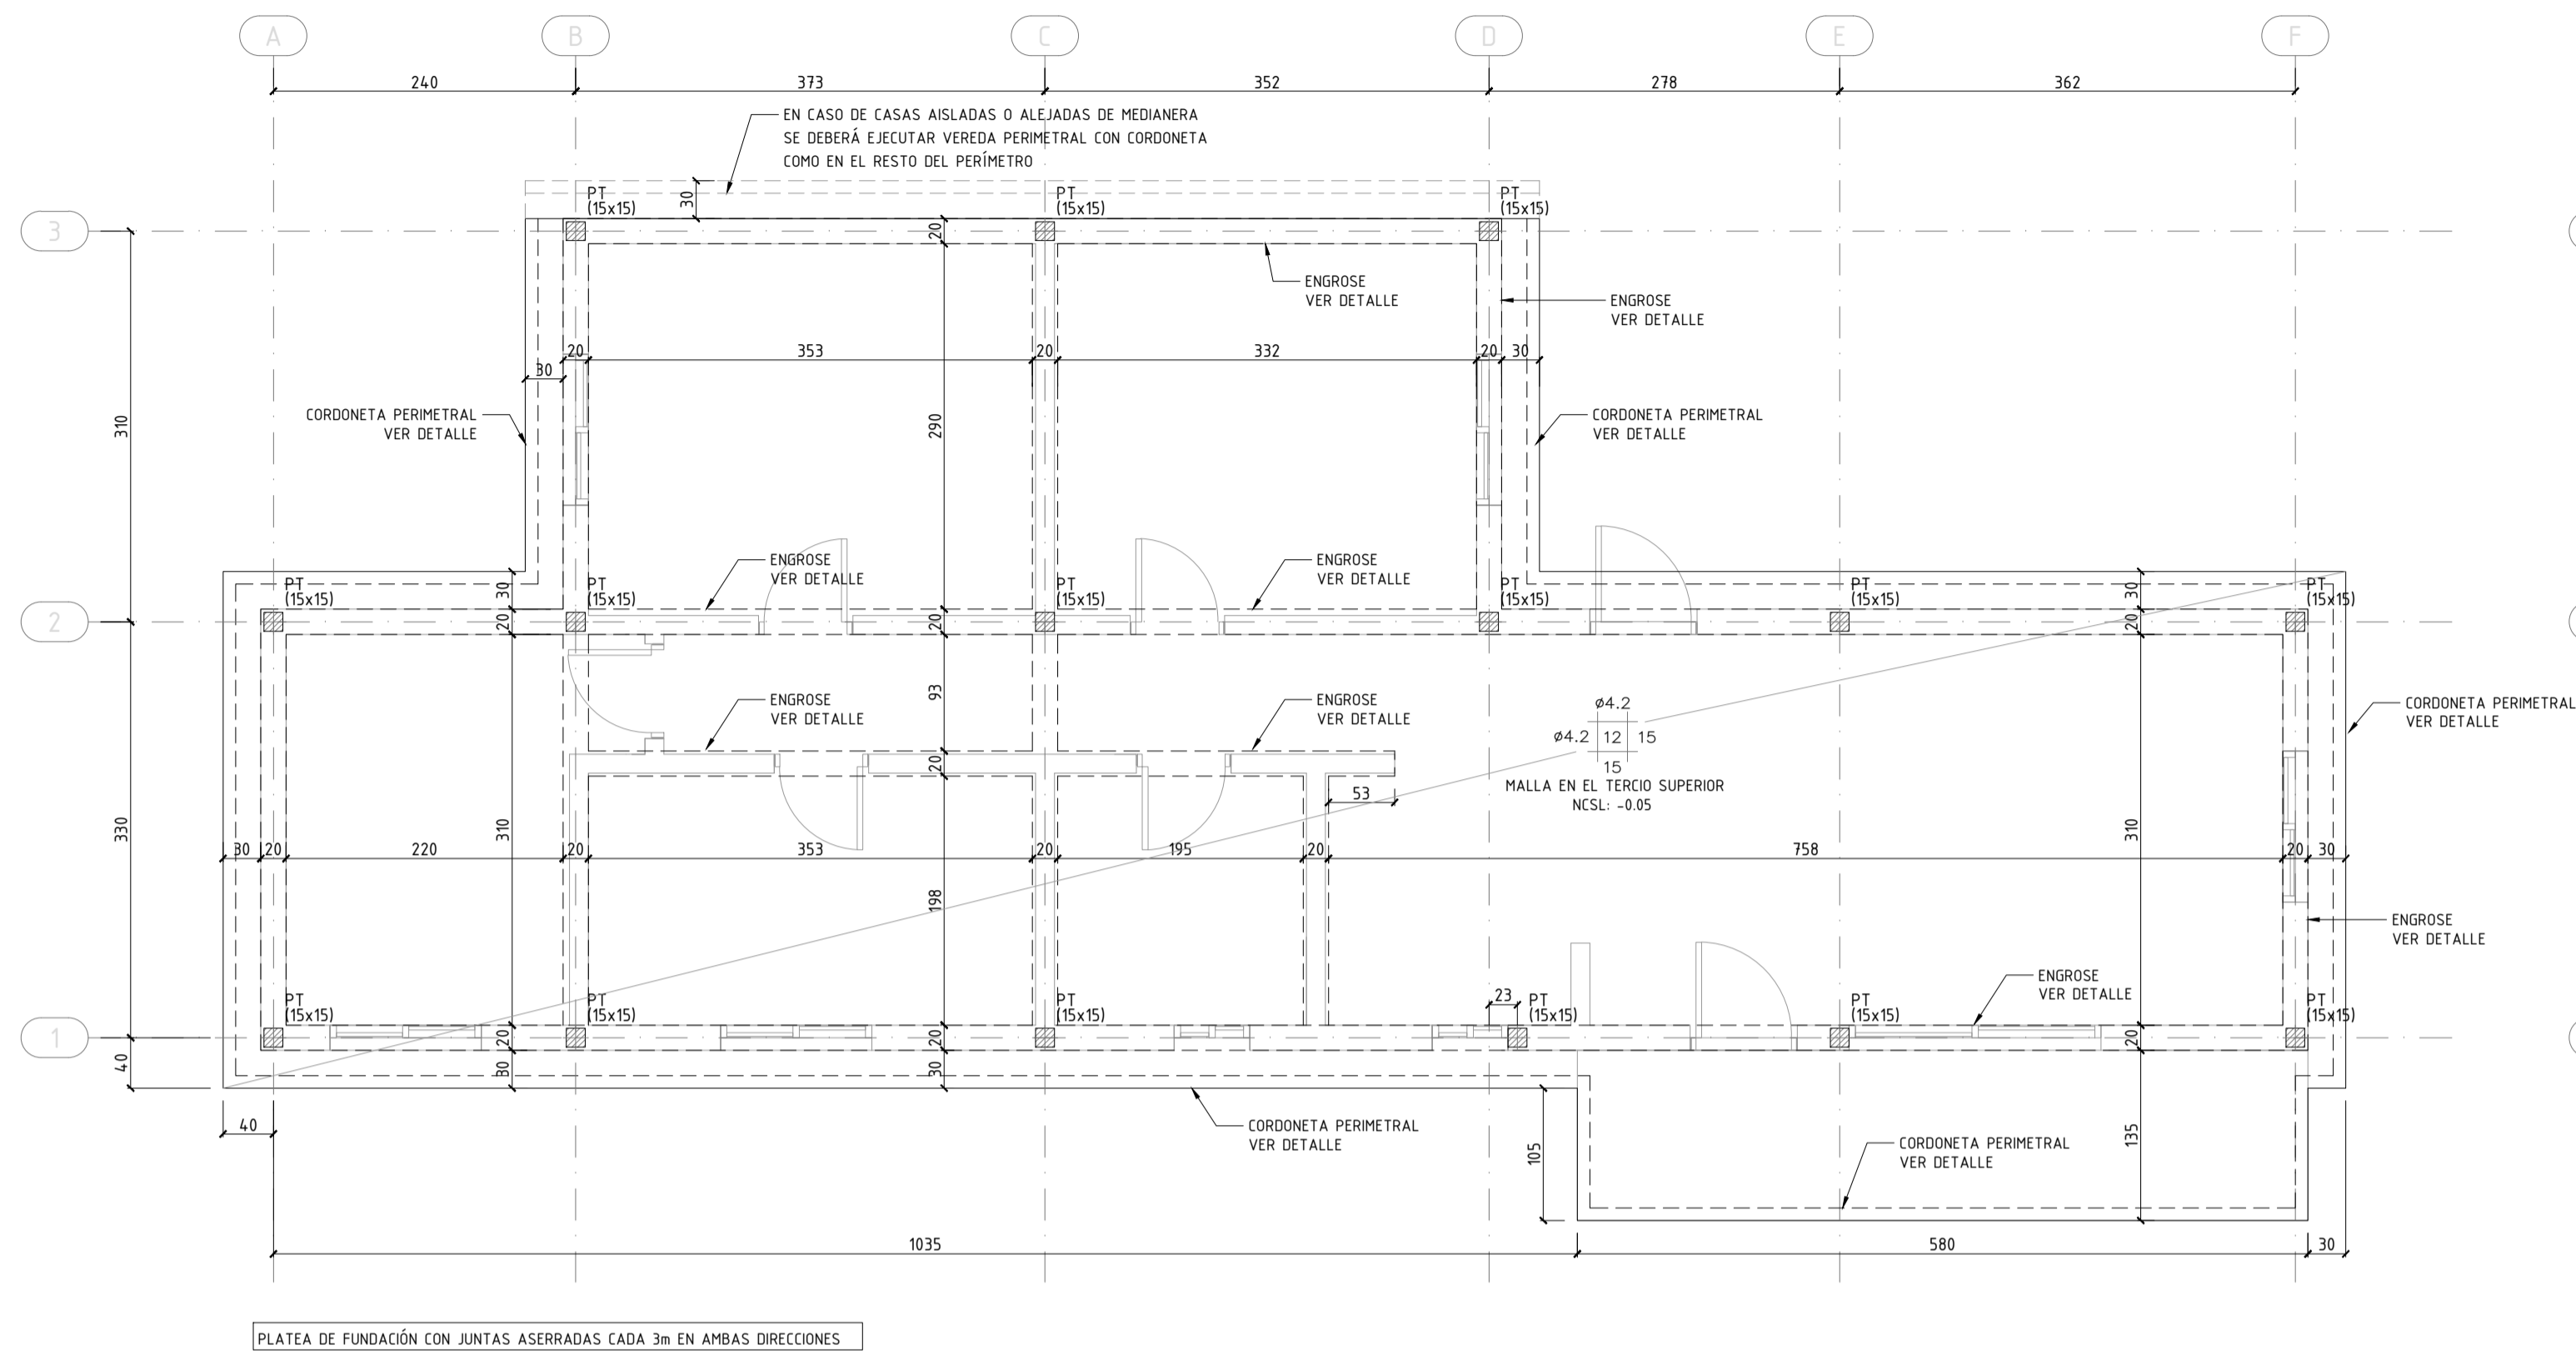 A B C D E F
240 373 352 278 362
EN CASO DE CASAS AISLADAS O ALEJADAS DE MEDIANERA
SE DEBERÁ EJECUTAR VEREDA PERIMETRAL CON CORDONETA
COMO EN EL RESTO DEL PERÍMETRO
30
PT PT PT
(15x15) (15x15) (15x15)
3
20
ENGROSE
VER DETALLE
ENGROSE
VER DETALLE
20 353 20 332 20 30
30
310
290
CORDONETA PERIMETRAL
VER DETALLE
CORDONETA PERIMETRAL
VER DETALLE
ENGROSE
VER DETALLE
ENGROSE
VER DETALLE
PT PT PT PT PT PT
(15x15) (15x15) (15x15) (15x15) (15x15) (15x15)
30 30
2
20 20 20
ENGROSE
VER DETALLE
ENGROSE
VER DETALLE
93
CORDONETA PERIMETRAL
VER DETALLE
ø4.2
ø4.2 12 15
15
MALLA EN EL TERCIO SUPERIOR
NCSL: -0.05
20
53
330
310
310
30 20 220 20 353 20 195 20 758 20 30
198
ENGROSE
VER DETALLE
ENGROSE
VER DETALLE
23
PT PT PT PT PT PT
(15x15) (15x15) (15x15) (15x15) (15x15) (15x15)
1
20 20 20
40
30 30
40
CORDONETA PERIMETRAL
VER DETALLE
105
135
CORDONETA PERIMETRAL
VER DETALLE
1035 580 30
PLATEA DE FUNDACIÓN CON JUNTAS ASERRADAS CADA 3m EN AMBAS DIRECCIONES